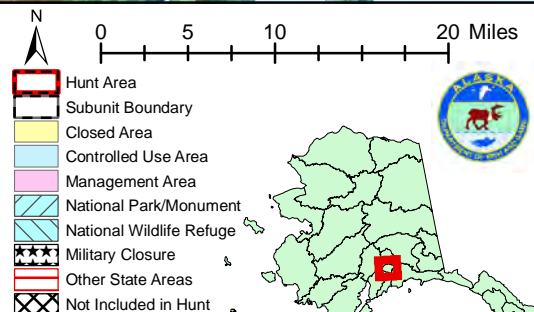 N
0 5 10 15 20 Miles
Hunt Area
Subunit Boundary
Closed Area
Controlled Use Area
Management Area
National Park/Monument
National Wildlife Refuge
Military Closure
Other State Areas
Not Included in Hunt
ALASKA